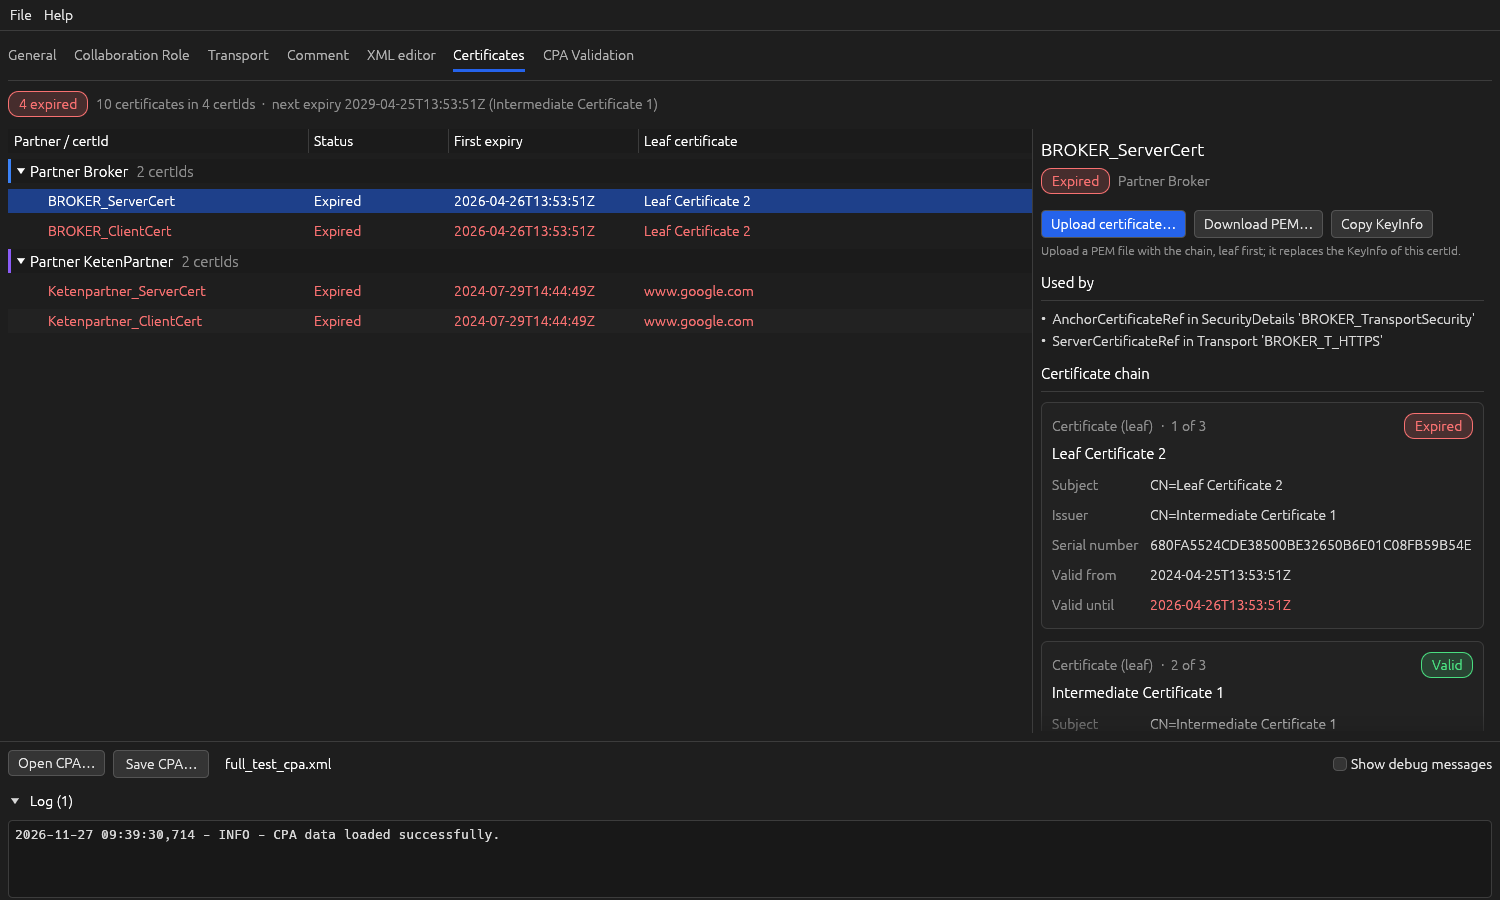 File Help
General Collaboration Role Transport Comment XML editor Certificates CPA Validation
4 expired 10 certificates in 4 certIds · next expiry 2029-04-25T13:53:51Z (Intermediate Certificate 1)
Partner / certId Status First expiry Leaf certificate
Partner Broker 2 certIds
BROKER_ServerCert Expired 2026-04-26T13:53:51Z Leaf Certificate 2
BROKER_ClientCert Expired 2026-04-26T13:53:51Z Leaf Certificate 2
Partner KetenPartner 2 certIds
Ketenpartner_ServerCert Expired 2024-07-29T14:44:49Z www.google.com
Ketenpartner_ClientCert Expired 2024-07-29T14:44:49Z www.google.com
BROKER_ServerCert
Expired Partner Broker
Upload certificate... Download PEM... Copy KeyInfo
Upload a PEM file with the chain, leaf first; it replaces the KeyInfo of this certId.
Used by
• AnchorCertificateRef in SecurityDetails 'BROKER_TransportSecurity'
• ServerCertificateRef in Transport 'BROKER_T_HTTPS'
Certificate chain
Certificate (leaf) · 1 of 3 Expired
Leaf Certificate 2
Subject CN=Leaf Certificate 2
Issuer CN=Intermediate Certificate 1
Serial number 680FA5524CDE38500BE32650B6E01C08FB59B54E
Valid from 2024-04-25T13:53:51Z
Valid until 2026-04-26T13:53:51Z
Certificate (leaf) · 2 of 3 Valid
Intermediate Certificate 1
Subject CN=Intermediate Certificate 1
Open CPA... Save CPA... full_test_cpa.xml Show debug messages
Log (1)
2026-11-27 09:39:30,714 - INFO - CPA data loaded successfully.